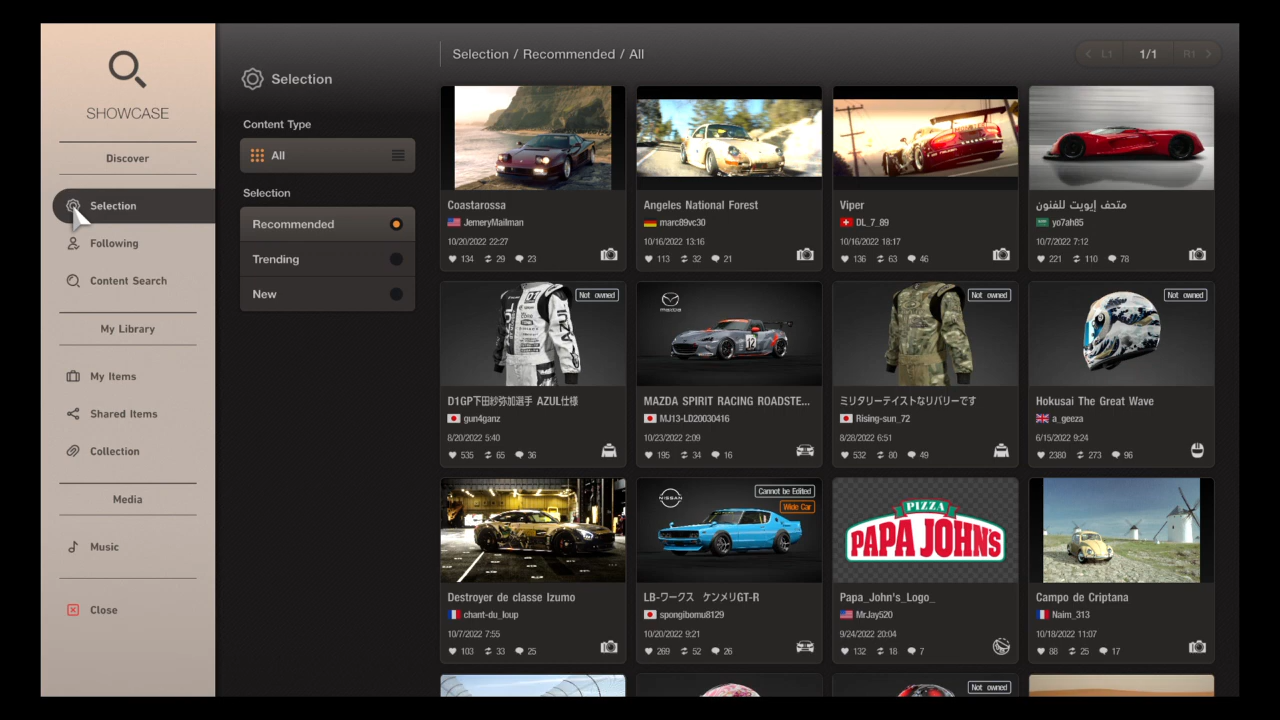 SHOWCASE
Discover
Selection
Following
Content Search
My Library
My Items
Shared Items
Collection
Media
Music
Close
Selection
Content Type
All
Selection
Recommended
Trending
New
Selection / Recommended / All
L1
1/1
R1
Coastarossa
JemeryMailman
10/20/2022 22:27
134 29 23
Angeles National Forest
marc89vc30
10/16/2022 13:16
113 32 21
Viper
DL_7_89
10/16/2022 18:17
136 63 46
متحف إيويت للفنون
yo7ah85
10/7/2022 7:12
221 110 78
Not owned
D1GP下田紗弥加選手 AZUL仕様
gun4ganz
8/20/2022 5:40
535 65 36
mazda
12
MAZDA SPIRIT RACING ROADSTE...
MJ13-LD20030416
10/23/2022 2:09
195 34 16
Not owned
ミリタリーテイストなリバリーです
Rising-sun_72
8/28/2022 6:51
532 80 49
Not owned
Hokusai The Great Wave
a_geeza
6/15/2022 9:24
2380 273 96
Destroyer de classe Izumo
chant-du_loup
10/7/2022 7:55
103 33 25
NISSAN
Cannot be Edited
Wide Car
LB-ワークス ケンメリGT-R
spongibomu8129
10/20/2022 9:21
269 52 26
PIZZA
PAPA JOHN'S
Papa_John's_Logo_
MrJay520
9/24/2022 20:04
132 18 7
Campo de Criptana
Naim_313
10/18/2022 11:07
88 25 17
Not owned